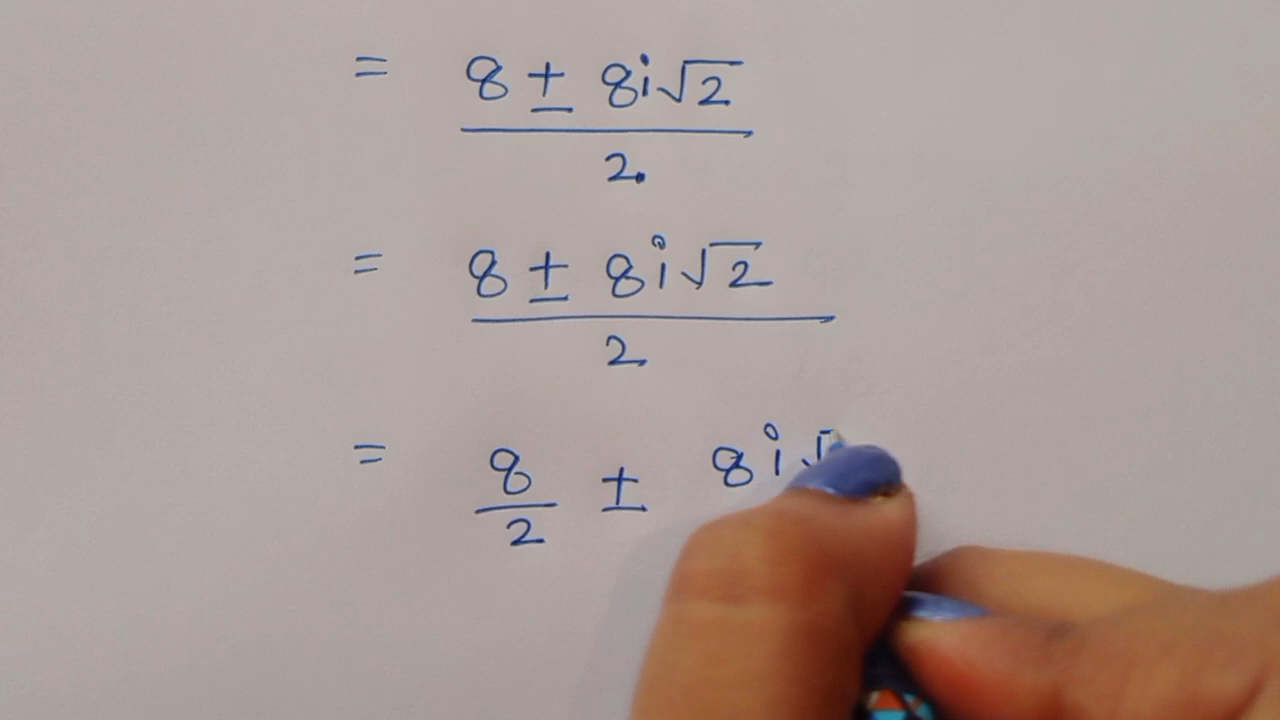 = 8 ± 8i√2
2
= 8 ± 8i√2
2
= 8 ± 8i√
2